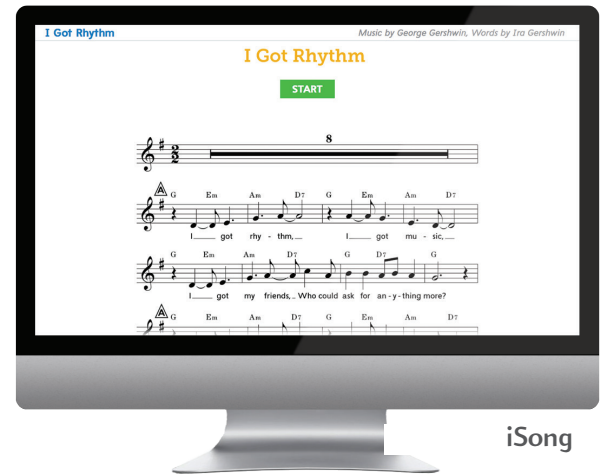 I Got Rhythm
Music by George Gershwin, Words by Ira Gershwin
I Got Rhythm
START
8
A
G Em Am D7 G Em Am D7
I got rhy - thm, I got mu - sic,
G Em Am D7 G D7 G
I got my friends, Who could ask for an - y - thing more?
A
G Em Am D7 G Em Am D7
iSong